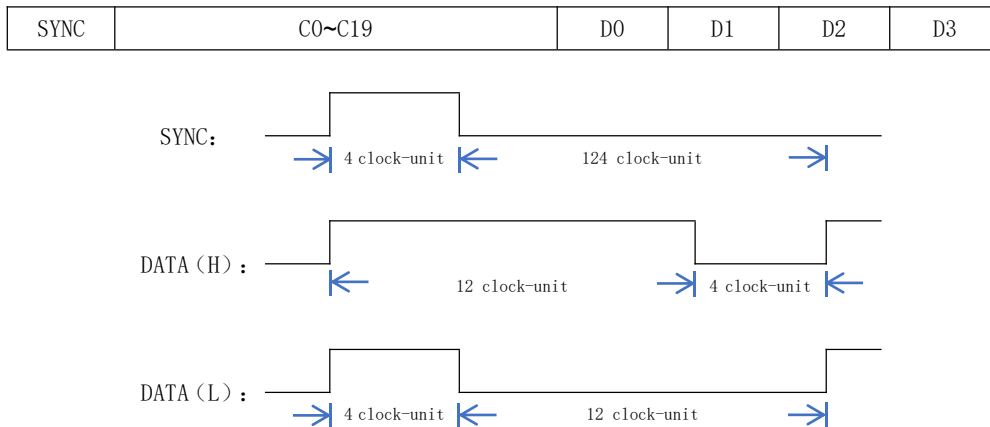 SYNC C0~C19 D0 D1 D2 D3
SYNC：
4 clock-unit 124 clock-unit
DATA（H）：
12 clock-unit 4 clock-unit
DATA（L）：
4 clock-unit 12 clock-unit